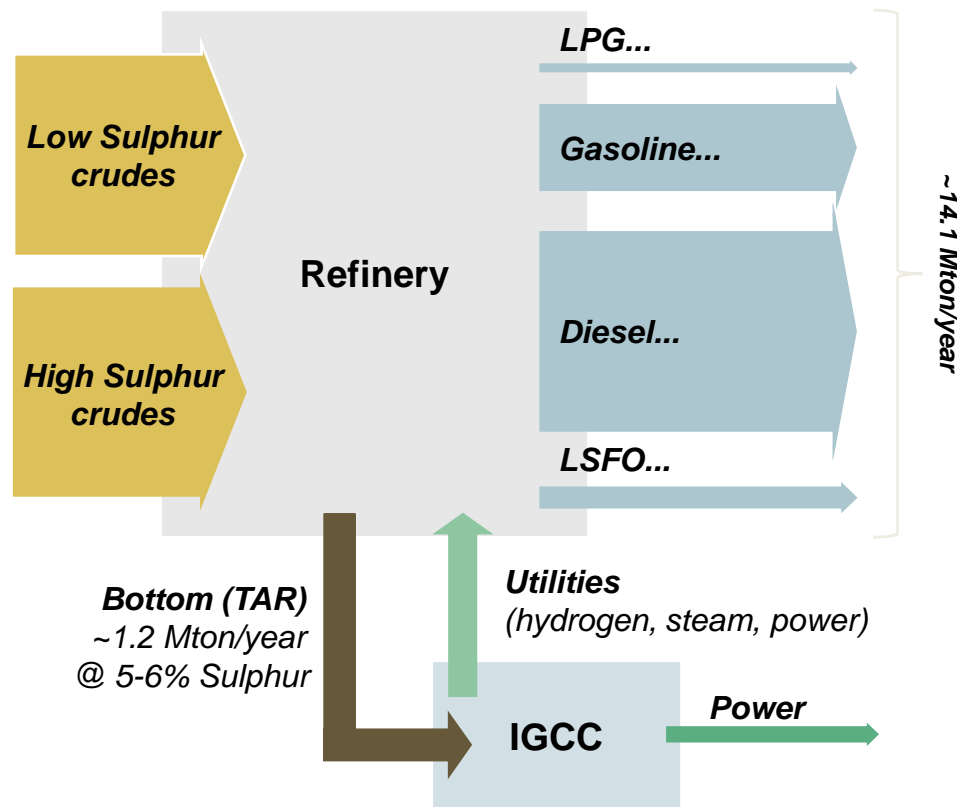 LPG...
Low Sulphur
crudes
Gasoline...
~14.1 Mton/year
Refinery
Diesel...
High Sulphur
crudes
LSFO...
Bottom (TAR)
~1.2 Mton/year
@ 5-6% Sulphur
Utilities
(hydrogen, steam, power)
IGCC
Power